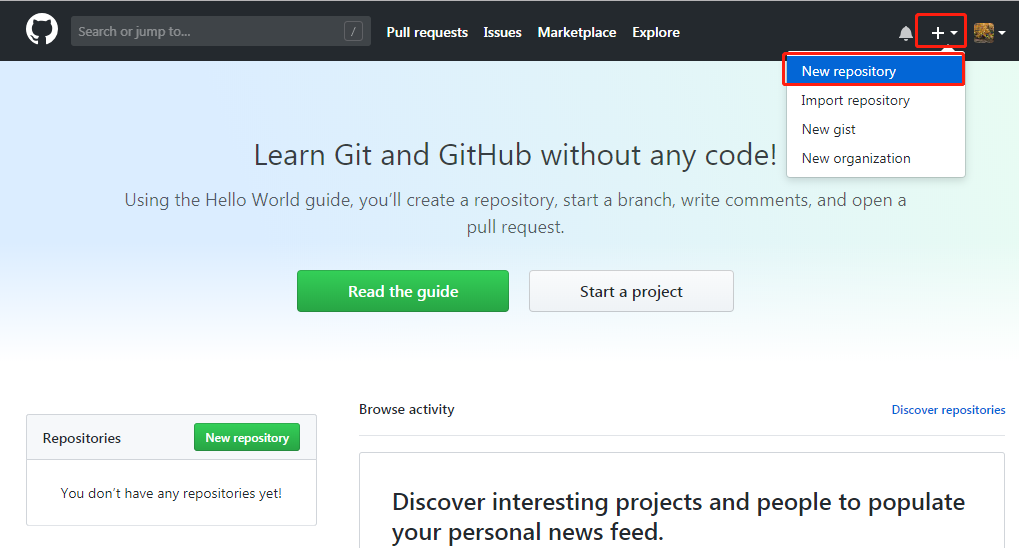 Search or jump to... /
Pull requests
Issues
Marketplace
Explore
New repository
Import repository
New gist
New organization
Learn Git and GitHub without any code!
Using the Hello World guide, you’ll create a repository, start a branch, write comments, and open a
pull request.
Read the guide
Start a project
Repositories
New repository
You don’t have any repositories yet!
Browse activity
Discover repositories
Discover interesting projects and people to populate
your personal news feed.